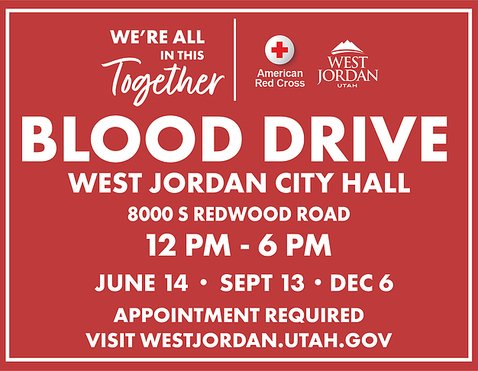 WE'RE ALL
IN THIS
Together
American
Red Cross
WEST
JORDAN
UTAH
BLOOD DRIVE
WEST JORDAN CITY HALL
8000 S REDWOOD ROAD
12 PM - 6 PM
JUNE 14 • SEPT 13 • DEC 6
APPOINTMENT REQUIRED
VISIT WESTJORDAN.UTAH.GOV